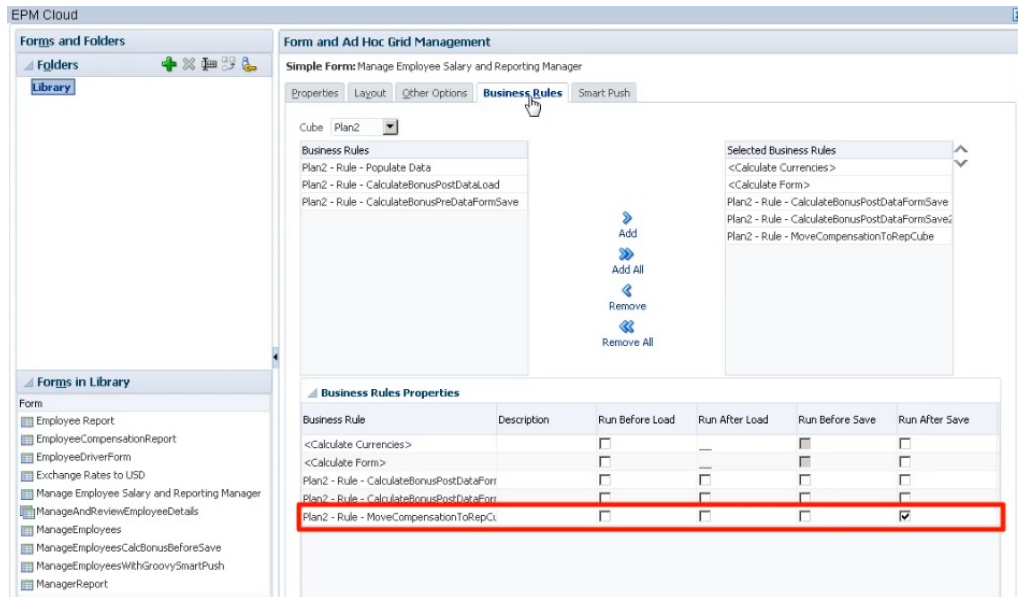 EPM Cloud
Forms and Folders
Folders
Library
Forms in Library
Form
Employee Report
EmployeeCompensationReport
EmployeeDriverForm
Exchange Rates to USD
Manage Employee Salary and Reporting Manager
ManageAndReviewEmployeeDetails
ManageEmployees
ManageEmployeesCalcBonusBeforeSave
ManageEmployeesWithGroovySmartPush
ManagerReport
Form and Ad Hoc Grid Management
Simple Form: Manage Employee Salary and Reporting Manager
Properties Layout Other Options Business Rules Smart Push
Cube Plan2
Business Rules
Plan2 - Rule - Populate Data
Plan2 - Rule - CalculateBonusPostDataLoad
Plan2 - Rule - CalculateBonusPreDataFormSave
Add
Add All
Remove
Remove All
Selected Business Rules
<Calculate Currencies>
<Calculate Form>
Plan2 - Rule - CalculateBonusPostDataFormSave
Plan2 - Rule - CalculateBonusPostDataFormSave2
Plan2 - Rule - MoveCompensationToRepCube
Business Rules Properties
Business Rule Description Run Before Load Run After Load Run Before Save Run After Save
<Calculate Currencies>
<Calculate Form>
Plan2 - Rule - CalculateBonusPostDataForr
Plan2 - Rule - CalculateBonusPostDataForr
Plan2 - Rule - MoveCompensationToRepCu